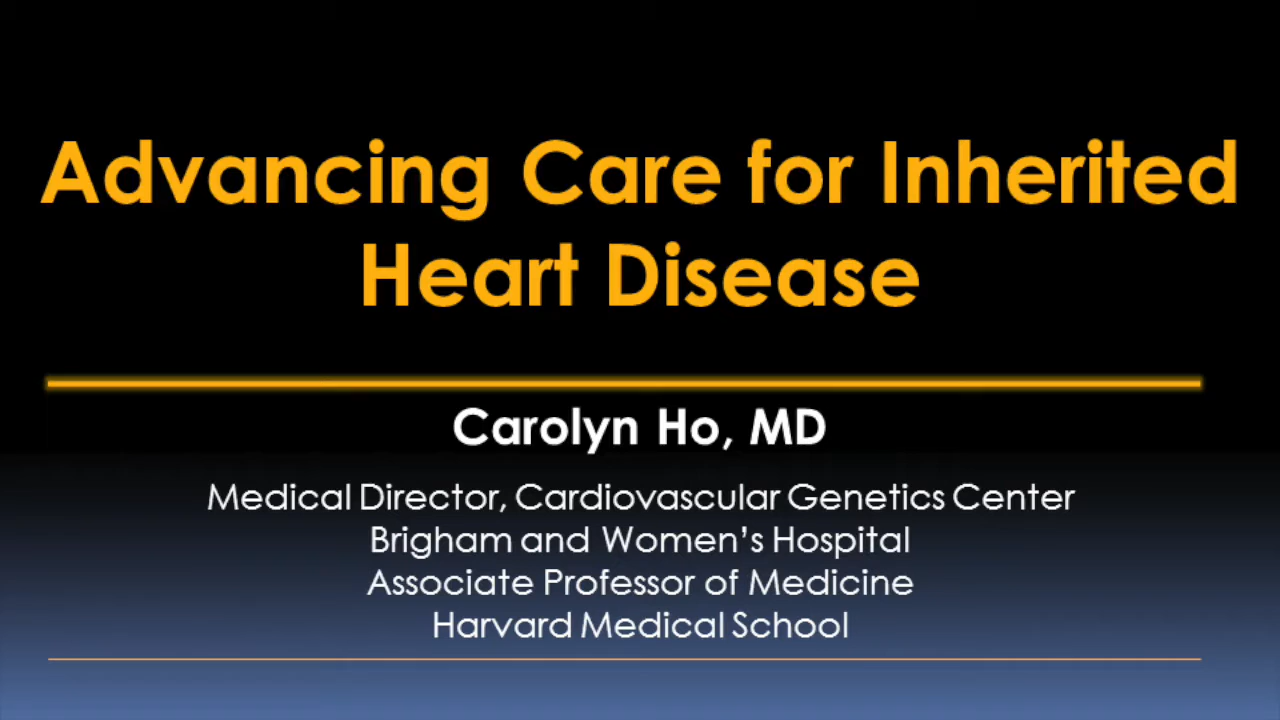 Advancing Care for Inherited
Heart Disease
Carolyn Ho, MD
Medical Director, Cardiovascular Genetics Center
Brigham and Women’s Hospital
Associate Professor of Medicine
Harvard Medical School